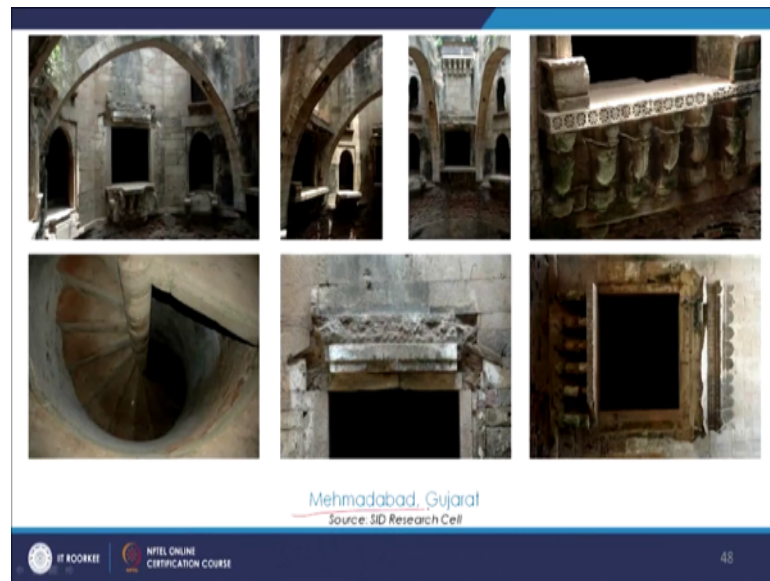 Mehmadabad, Gujarat
Source: SID Research Cell
IIT ROORKEE
NPTEL ONLINE
CERTIFICATION COURSE
48